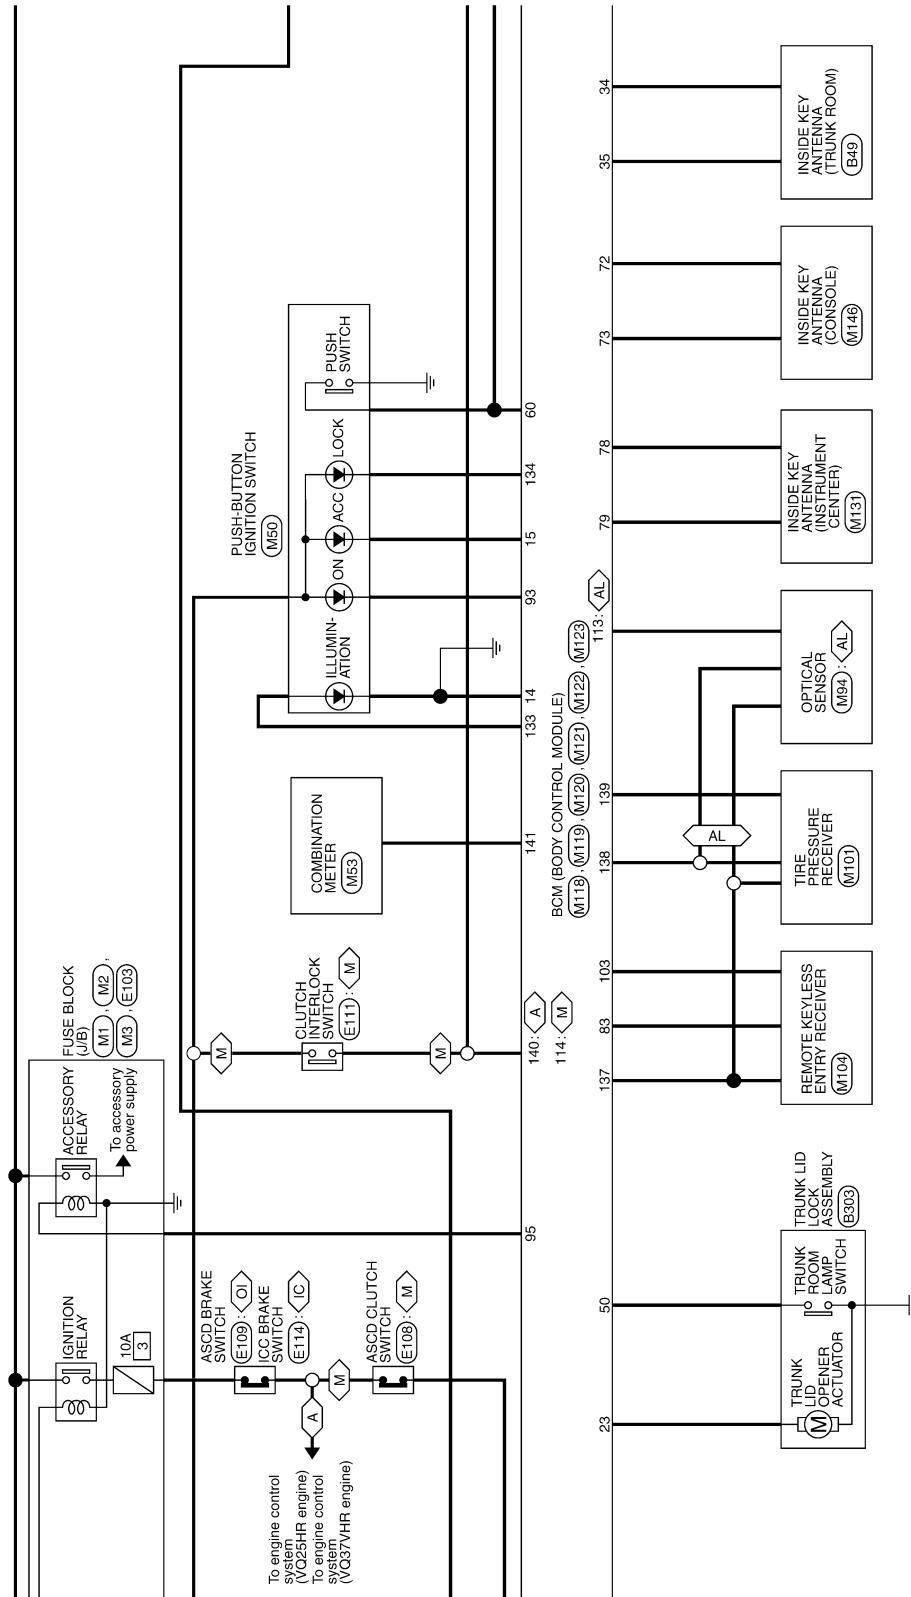 IGNITION
RELAY
10A
3
ACCESSORY
RELAY
To accessory
power supply
FUSE BLOCK
(J/B)
M1 , M2 ,
M3 , E103
ASCD BRAKE
SWITCH
E109 : OI
ICC BRAKE
SWITCH
E114 : IC
ASCD CLUTCH
SWITCH
E108 : M
M
A
To engine control
system
(VQ25HR engine)
To engine control
system
(VQ37VHR engine)
M
CLUTCH
INTERLOCK
SWITCH
E111 : M
M
COMBINATION
METER
M53
PUSH-BUTTON
IGNITION SWITCH
M50
ILLUMIN-
ATION
ON
ACC
LOCK
PUSH
SWITCH
95
140: A
114: M
141
133
14
93
15
134
60
BCM (BODY CONTROL MODULE)
M118 , M119 , M120 , M121 , M122 , M123
23
50
137
83
103
138
139
113: AL
79
78
73
72
35
34
AL
TRUNK LID
LOCK
ASSEMBLY
B303
TRUNK
LID
OPENER
ACTUATOR
M
TRUNK
ROOM
LAMP
SWITCH
REMOTE KEYLESS
ENTRY RECEIVER
M104
TIRE
PRESSURE
RECEIVER
M101
OPTICAL
SENSOR
M94 : AL
INSIDE KEY
ANTENNA
(INSTRUMENT
CENTER)
M131
INSIDE KEY
ANTENNA
(CONSOLE)
M146
INSIDE KEY
ANTENNA
(TRUNK ROOM)
B49